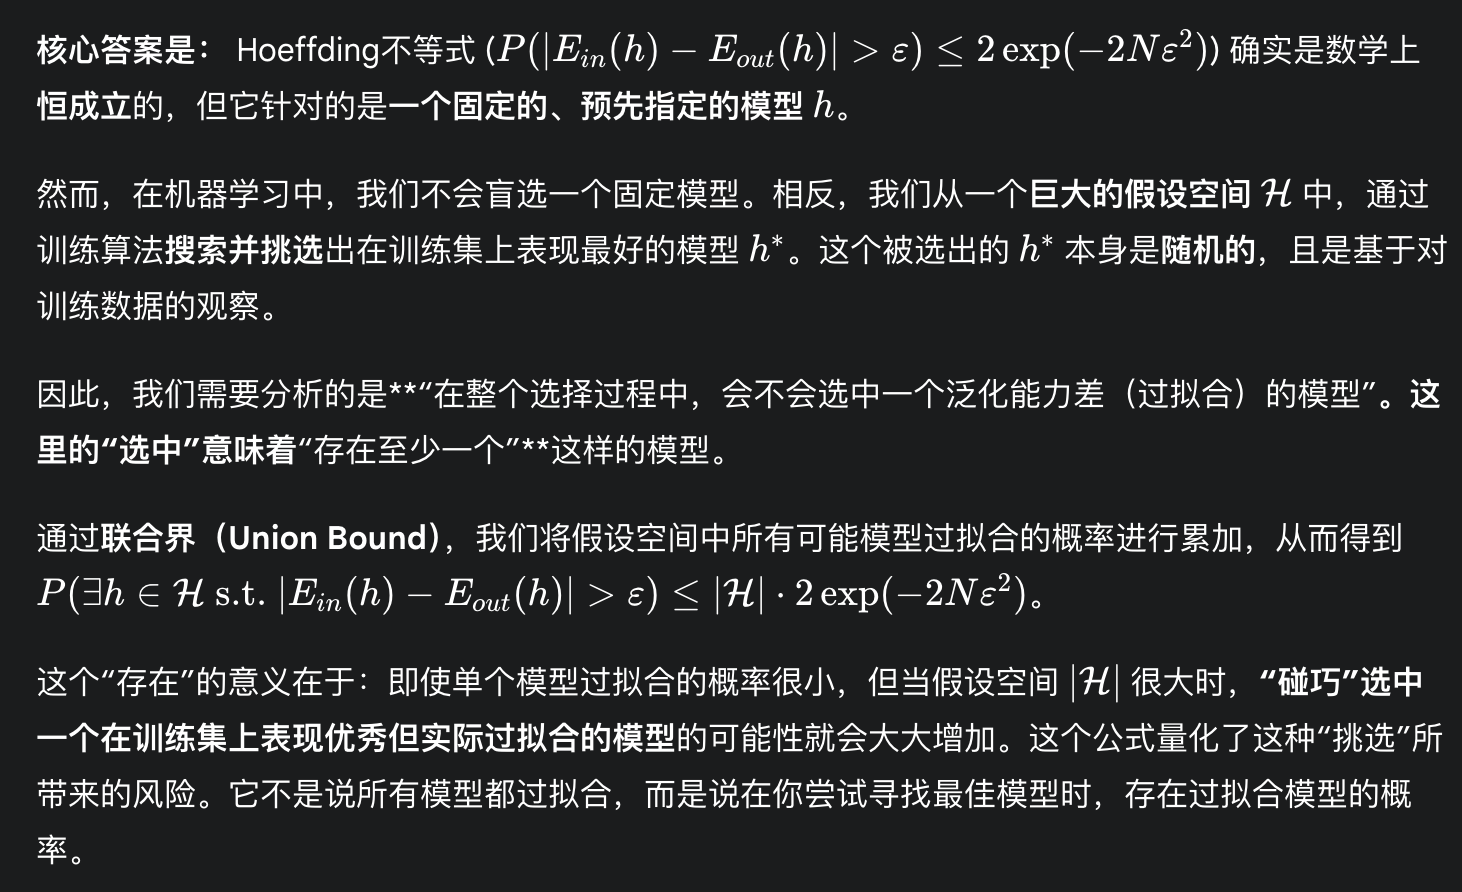 核心答案是： Hoeffding不等式 ($P(|E_{in}(h) - E_{out}(h)| > \varepsilon) \leq 2\exp(-2N\varepsilon^2)$) 确实是数学上
恒成立的，但它针对的是一个固定的、预先指定的模型 $h$。
然而，在机器学习中，我们不会盲选一个固定模型。相反，我们从一个巨大的假设空间 $\mathcal{H}$ 中，通过
训练算法搜索并挑选出在训练集上表现最好的模型 $h^*$。这个被选出的 $h^*$ 本身是随机的，且是基于对
训练数据的观察。
因此，我们需要分析的是**“在整个选择过程中，会不会选中一个泛化能力差（过拟合）的模型”。这
里的“选中”意味着“存在至少一个”**这样的模型。
通过联合界（Union Bound），我们将假设空间中所有可能模型过拟合的概率进行累加，从而得到
$P(\exists h \in \mathcal{H} \text{ s.t. } |E_{in}(h) - E_{out}(h)| > \varepsilon) \leq |\mathcal{H}| \cdot 2\exp(-2N\varepsilon^2)$。
这个“存在”的意义在于：即使单个模型过拟合的概率很小，但当假设空间 $|\mathcal{H}|$ 很大时，“碰巧”选中
一个在训练集上表现优秀但实际过拟合的模型的可能性就会大大增加。这个公式量化了这种“挑选”所
带来的风险。它不是说所有模型都过拟合，而是说在你尝试寻找最佳模型时，存在过拟合模型的概
率。